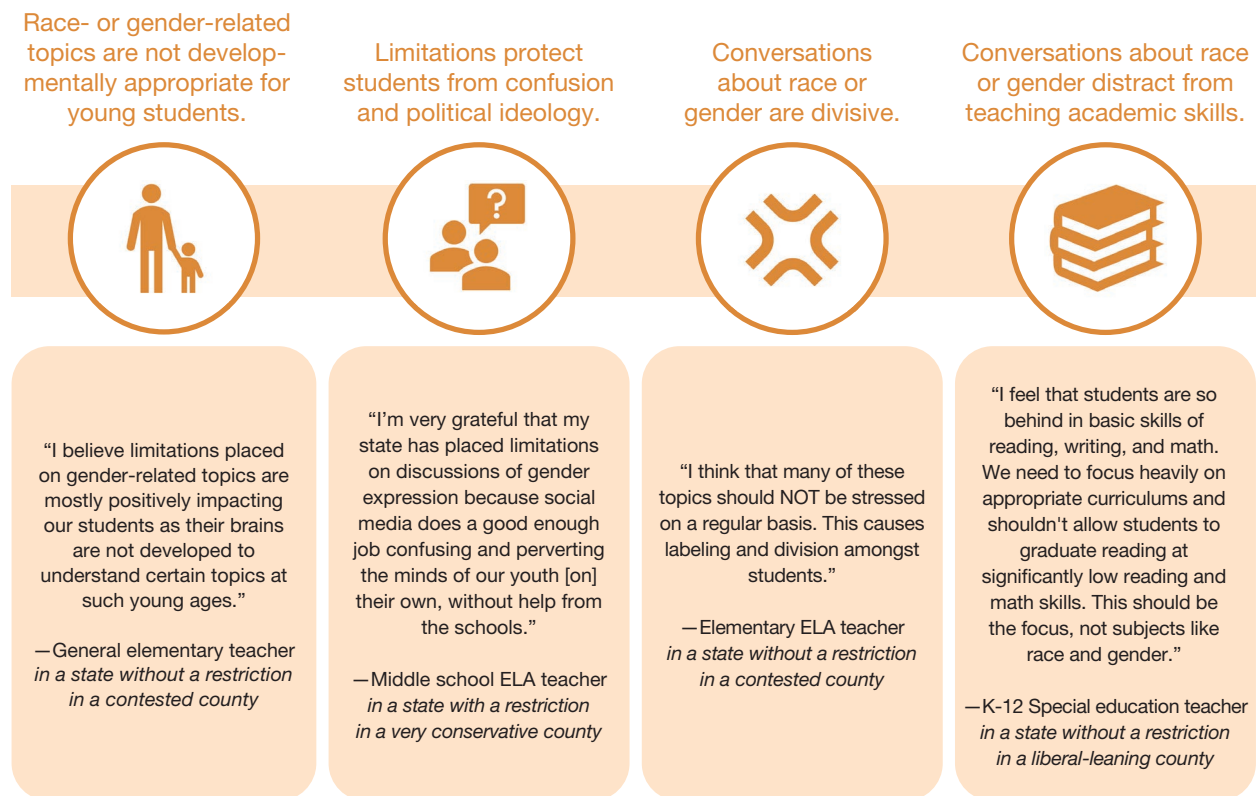 Race- or gender-related
topics are not develop-
mentally appropriate for
young students.
Limitations protect
students from confusion
and political ideology.
Conversations
about race or
gender are divisive.
Conversations about race
or gender distract from
teaching academic skills.
?
“I believe limitations placed
on gender-related topics are
mostly positively impacting
our students as their brains
are not developed to
understand certain topics at
such young ages.”
—General elementary teacher
in a state without a restriction
in a contested county
“I’m very grateful that my
state has placed limitations
on discussions of gender
expression because social
media does a good enough
job confusing and perverting
the minds of our youth [on]
their own, without help from
the schools.”
—Middle school ELA teacher
in a state with a restriction
in a very conservative county
“I think that many of these
topics should NOT be stressed
on a regular basis. This causes
labeling and division amongst
students.”
—Elementary ELA teacher
in a state without a restriction
in a contested county
“I feel that students are so
behind in basic skills of
reading, writing, and math.
We need to focus heavily on
appropriate curriculums and
shouldn't allow students to
graduate reading at
significantly low reading and
math skills. This should be
the focus, not subjects like
race and gender.”
—K-12 Special education teacher
in a state without a restriction
in a liberal-leaning county